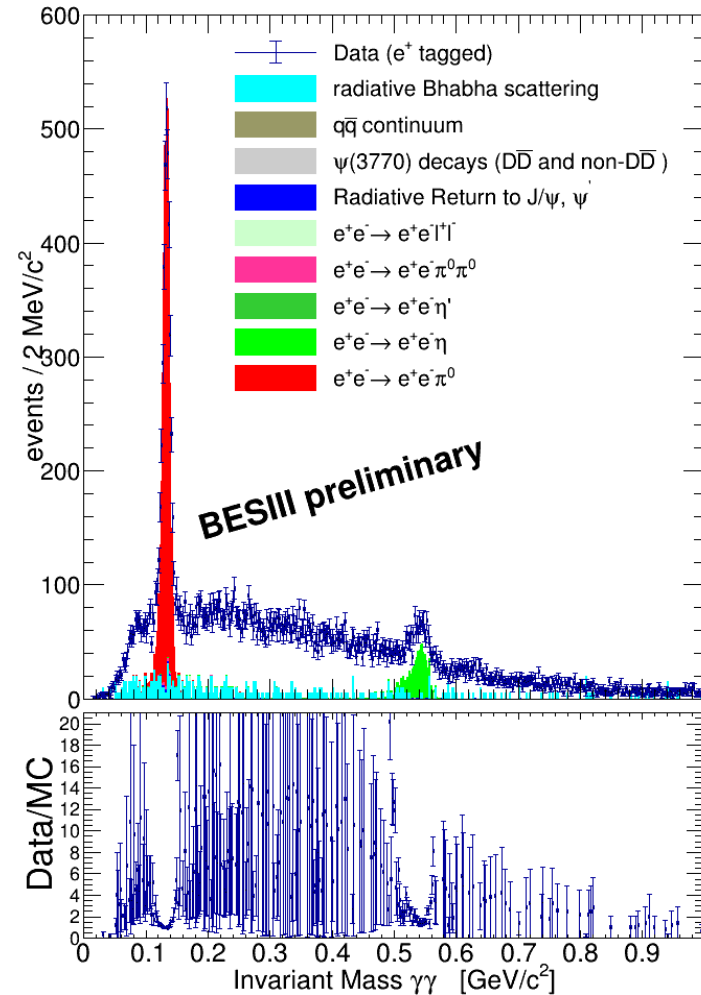 600
500
400
300
200
100
0
events / 2 MeV/c²
Data (e⁺ tagged)
radiative Bhabha scattering
qq̅ continuum
ψ(3770) decays (DD̅ and non-DD̅ )
Radiative Return to J/ψ, ψ'
e⁺e⁻→ e⁺e⁻l⁺l⁻
e⁺e⁻→ e⁺e⁻π⁰π⁰
e⁺e⁻→ e⁺e⁻η'
e⁺e⁻→ e⁺e⁻η
e⁺e⁻→ e⁺e⁻π⁰
BESIII preliminary
20
18
16
14
12
10
8
6
4
2
0
Data/MC
0 0.1 0.2 0.3 0.4 0.5 0.6 0.7 0.8 0.9
Invariant Mass γγ [GeV/c²]